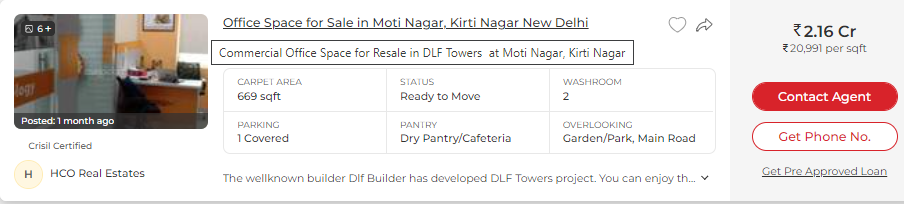 6+
ology
Posted: 1 month ago
Crisil Certified
H
HCO Real Estates
Office Space for Sale in Moti Nagar, Kirti Nagar New Delhi
Commercial Office Space for Resale in DLF Towers at Moti Nagar, Kirti Nagar
CARPET AREA
669 sqft
STATUS
Ready to Move
WASHROOM
2
PARKING
1 Covered
PANTRY
Dry Pantry/Cafeteria
OVERLOOKING
Garden/Park, Main Road
The wellknown builder Dlf Builder has developed DLF Towers project. You can enjoy th...
₹2.16 Cr
₹20,991 per sqft
Contact Agent
Get Phone No.
Get Pre Approved Loan